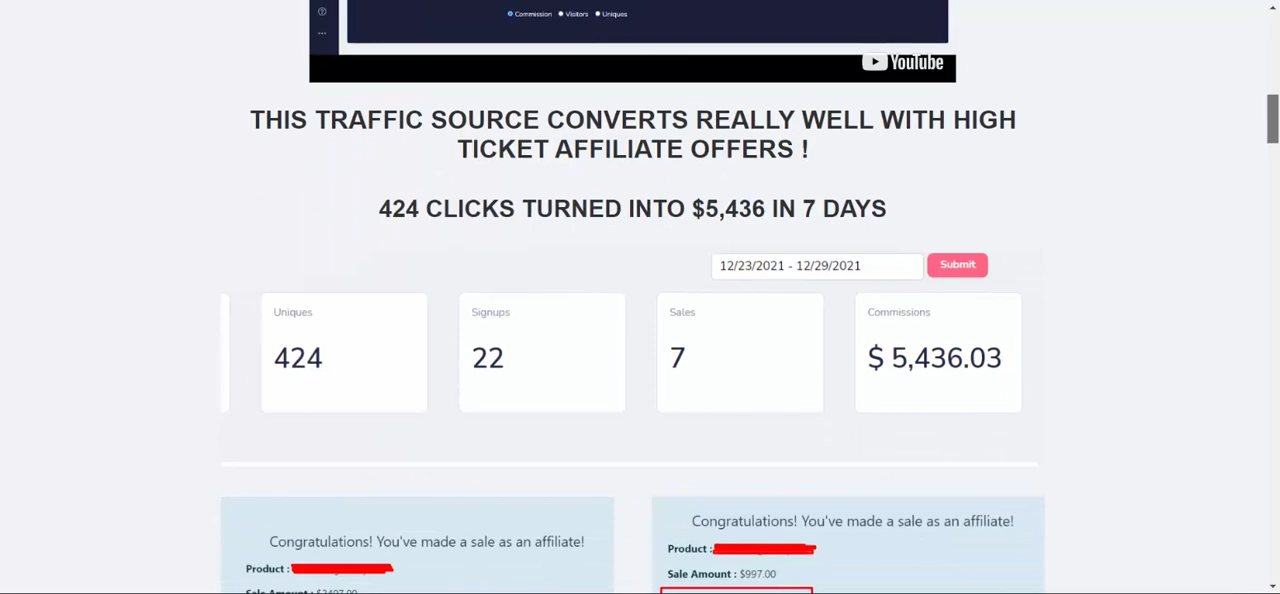 Commission Visitors Uniques
YouTube
THIS TRAFFIC SOURCE CONVERTS REALLY WELL WITH HIGH
TICKET AFFILIATE OFFERS !
424 CLICKS TURNED INTO $5,436 IN 7 DAYS
12/23/2021 - 12/29/2021 Submit
Uniques Signups Sales Commissions
424 22 7 $ 5,436.03
Congratulations! You've made a sale as an affiliate!
Product :
Congratulations! You've made a sale as an affiliate!
Product :
Sale Amount : $997.00